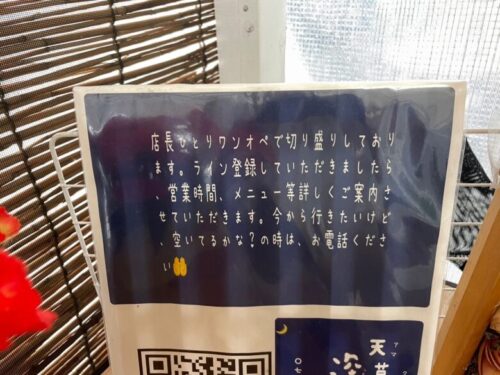 店長ひとりワンオペで切り盛りしており
ます。ライン登録していただきましたら
、営業時間、メニュー等詳しくご案内さ
せていただきます。今から行きたいけど
、空いてるかな?の時は、お電話くださ
い
天草
アマ